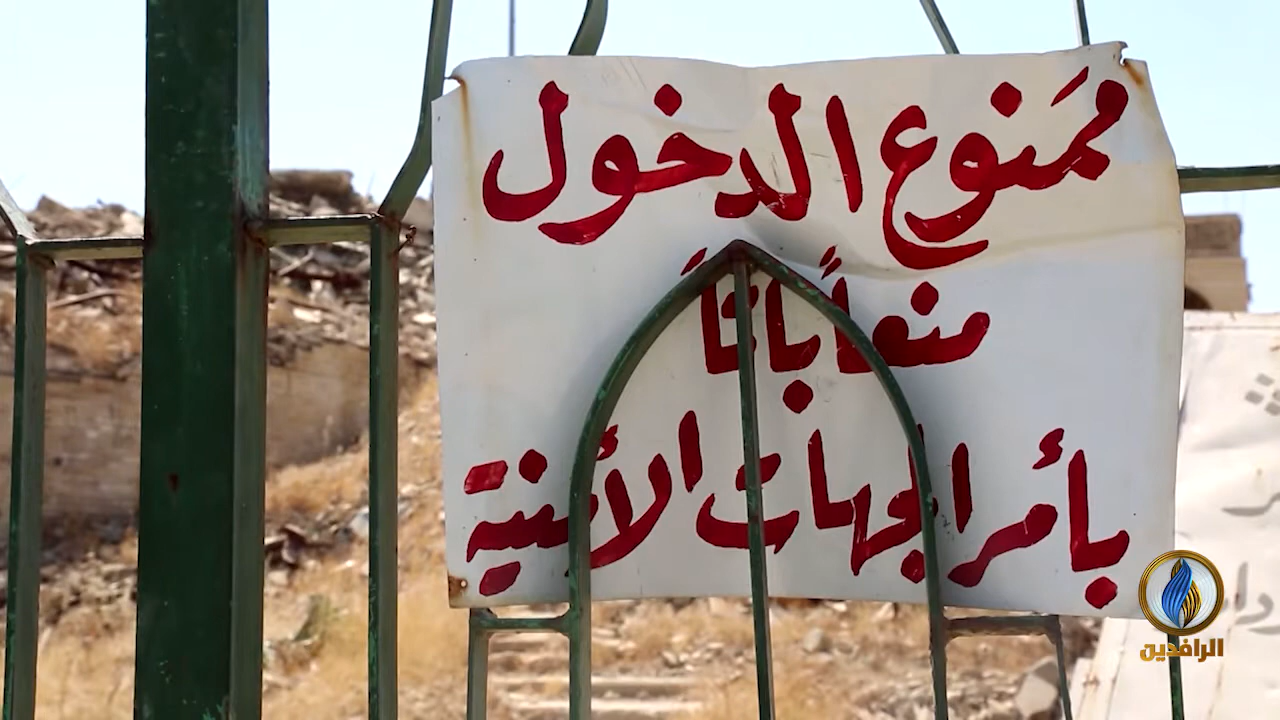 ممنوع الدخول
منعاً باتاً
بأمر الجهات الأمنية
الرافدين